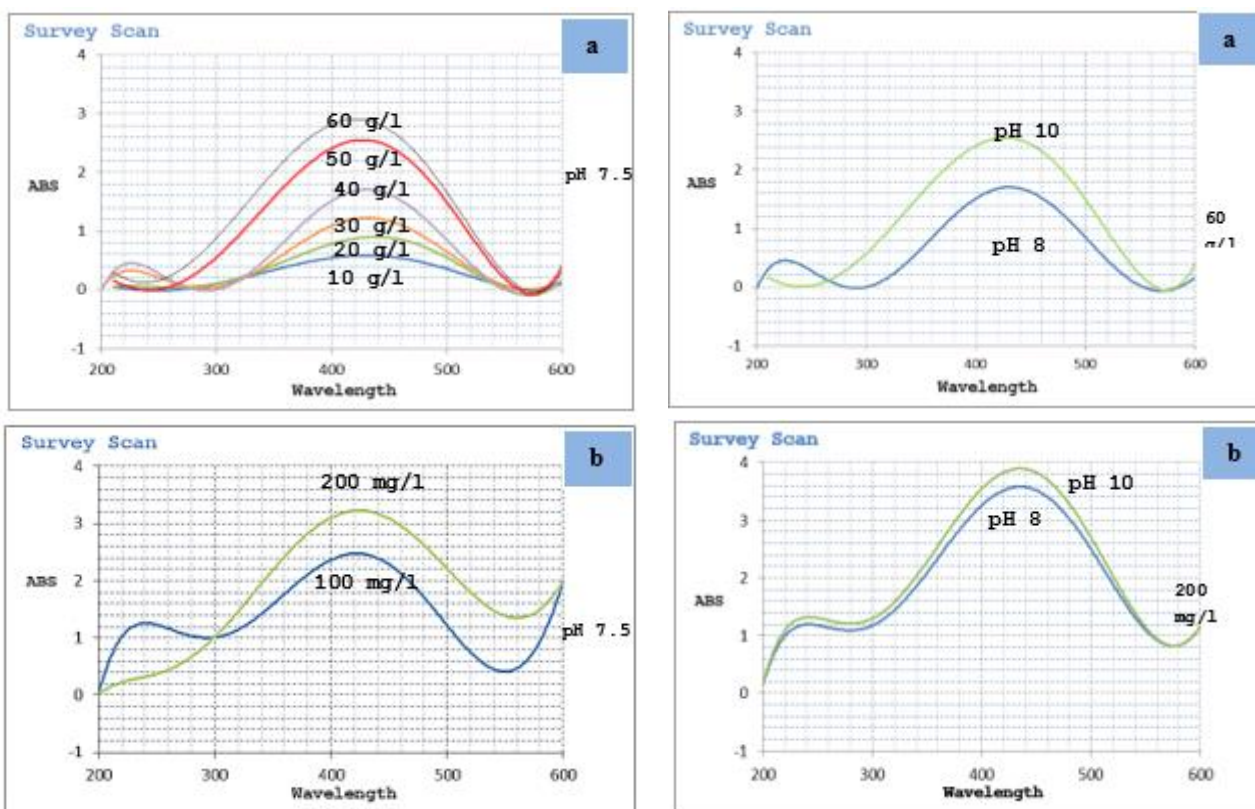 Survey Scan
a
4
3
2
1
0
-1
ABS
60 g/l
50 g/l
40 g/l
30 g/l
20 g/l
10 g/l
pH 7.5
200 300 400 500 600
Wavelength
Survey Scan
a
4
3
2
1
0
-1
ABS
pH 10
pH 8
60
g/l
200 300 400 500 600
Wavelength
Survey Scan
b
4
3
2
1
0
-1
ABS
200 mg/l
100 mg/l
pH 7.5
200 300 400 500 600
Wavelength
Survey Scan
b
4
3
2
1
0
-1
ABS
pH 10
pH 8
200
mg/l
200 300 400 500 600
Wavelength